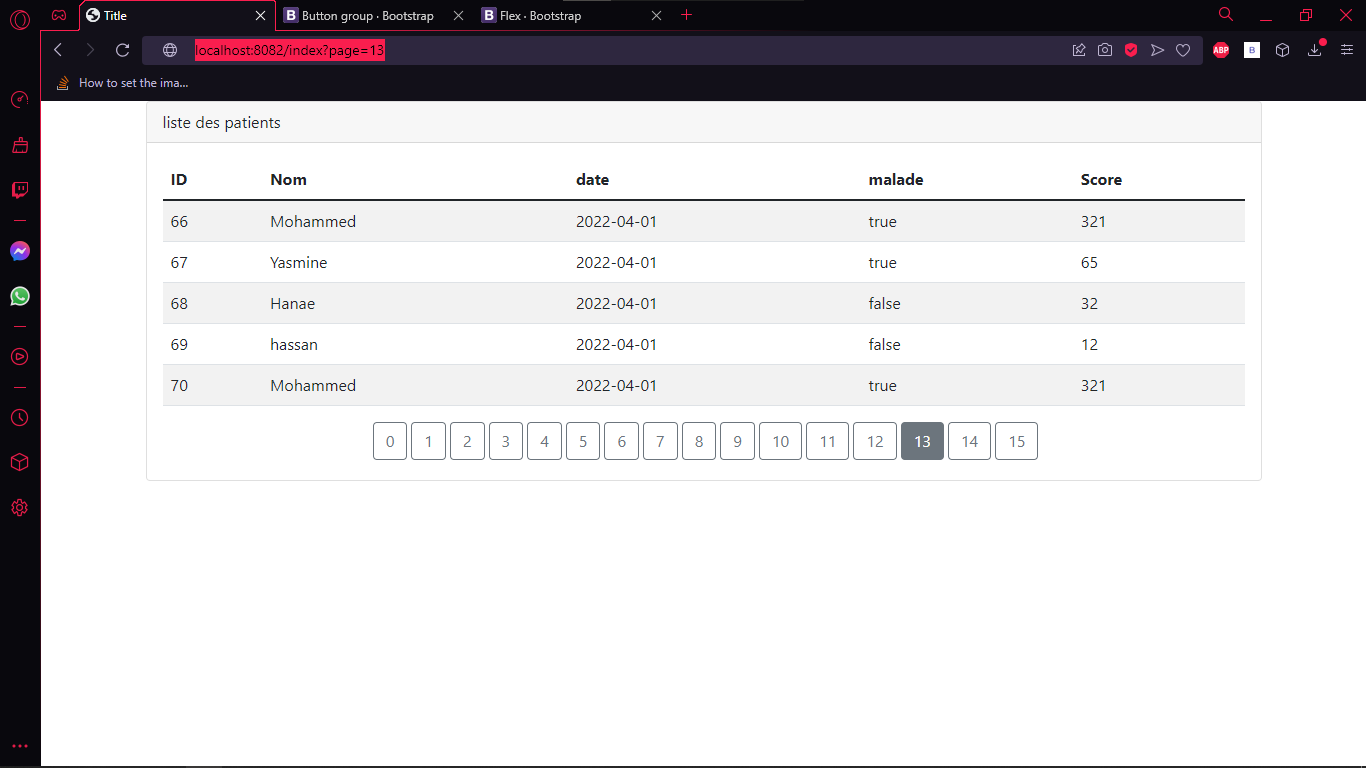 Title
Button group · Bootstrap
Flex · Bootstrap
localhost:8082/index?page=13
ABP
B
How to set the ima...
liste des patients
ID Nom date malade Score
66 Mohammed 2022-04-01 true 321
67 Yasmine 2022-04-01 true 65
68 Hanae 2022-04-01 false 32
69 hassan 2022-04-01 false 12
70 Mohammed 2022-04-01 true 321
0 1 2 3 4 5 6 7 8 9 10 11 12 13 14 15